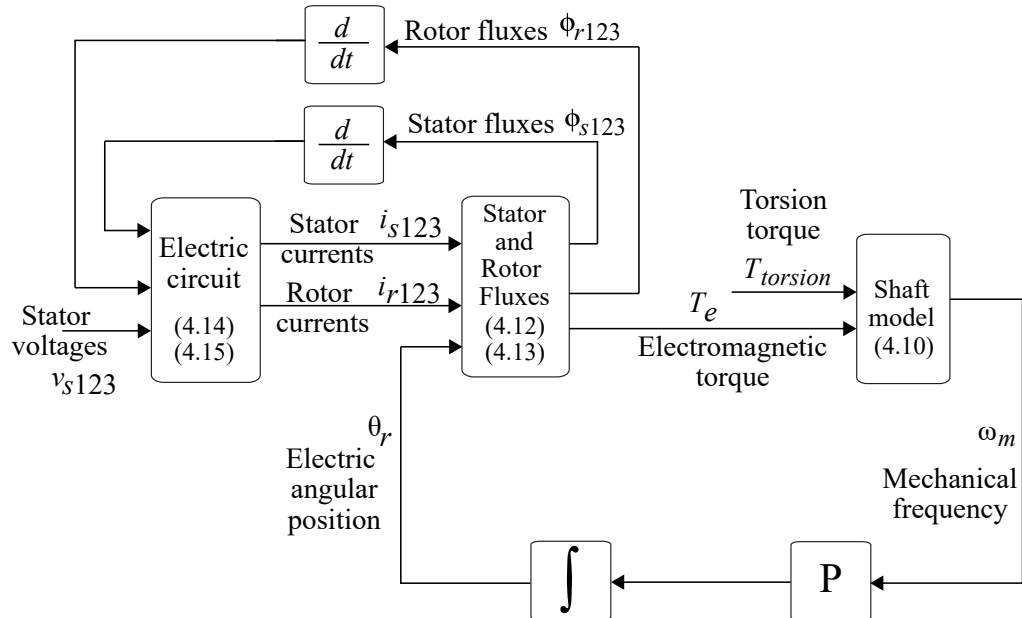 d
dt
Rotor fluxes ϕr123
d
dt
Stator fluxes ϕs123
Electric
circuit
(4.14)
(4.15)
Stator
currents
is123
Rotor
currents
ir123
Stator
voltages
vs123
Stator
and
Rotor
Fluxes
(4.12)
(4.13)
Torsion
torque
Ttorsion
Te
Electromagnetic
torque
Shaft
model
(4.10)
θr
Electric
angular
position
ωm
Mechanical
frequency
∫
P